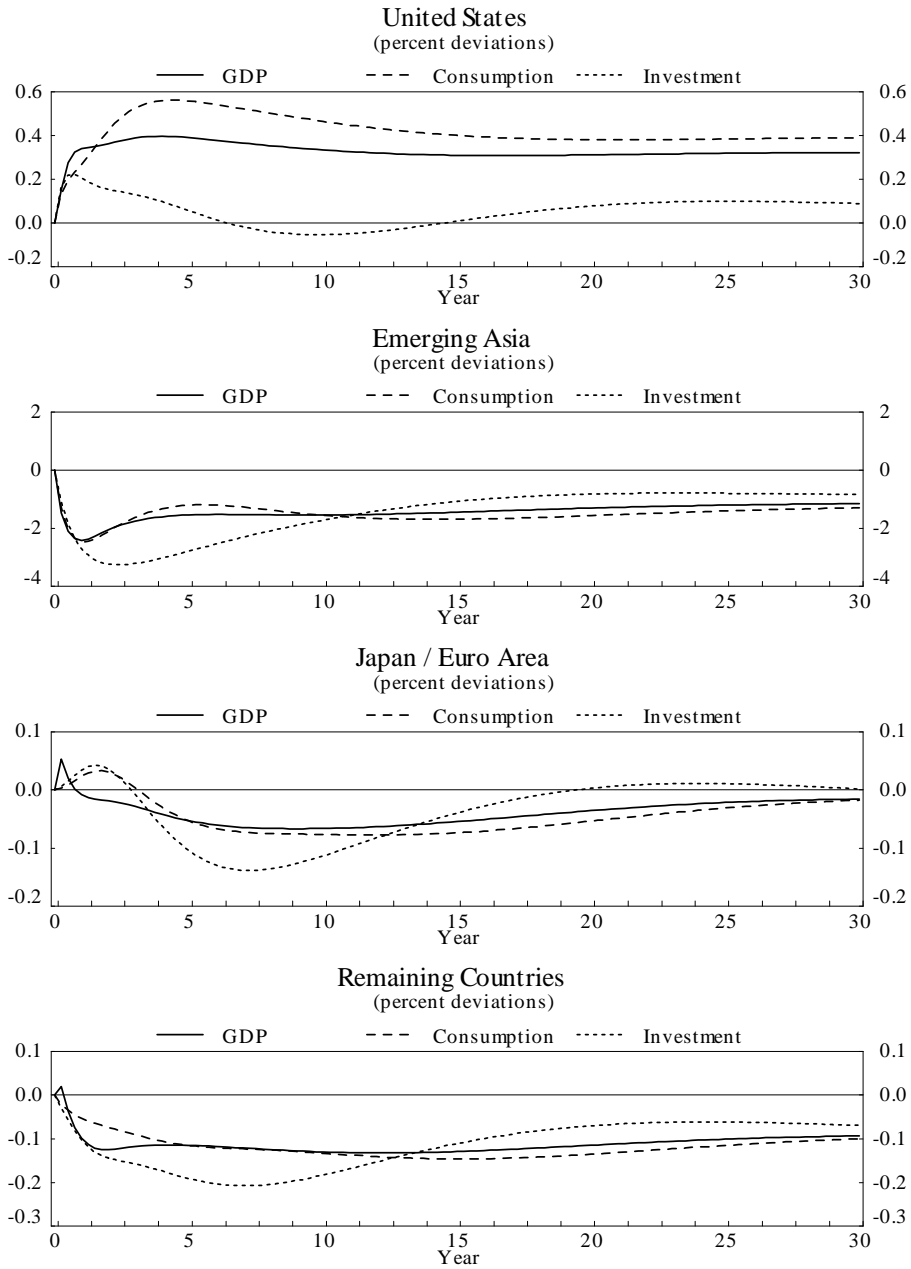 United States
(percent deviations)
GDP Consumption Investment
0.6 0.6
0.4 0.4
0.2 0.2
0.0 0.0
-0.2 -0.2
0 5 10 15 20 25 30
Year
Emerging Asia
(percent deviations)
GDP Consumption Investment
2 2
0 0
-2 -2
-4 -4
0 5 10 15 20 25 30
Year
Japan / Euro Area
(percent deviations)
GDP Consumption Investment
0.1 0.1
0.0 0.0
-0.1 -0.1
-0.2 -0.2
0 5 10 15 20 25 30
Year
Remaining Countries
(percent deviations)
GDP Consumption Investment
0.1 0.1
0.0 0.0
-0.1 -0.1
-0.2 -0.2
-0.3 -0.3
0 5 10 15 20 25 30
Year